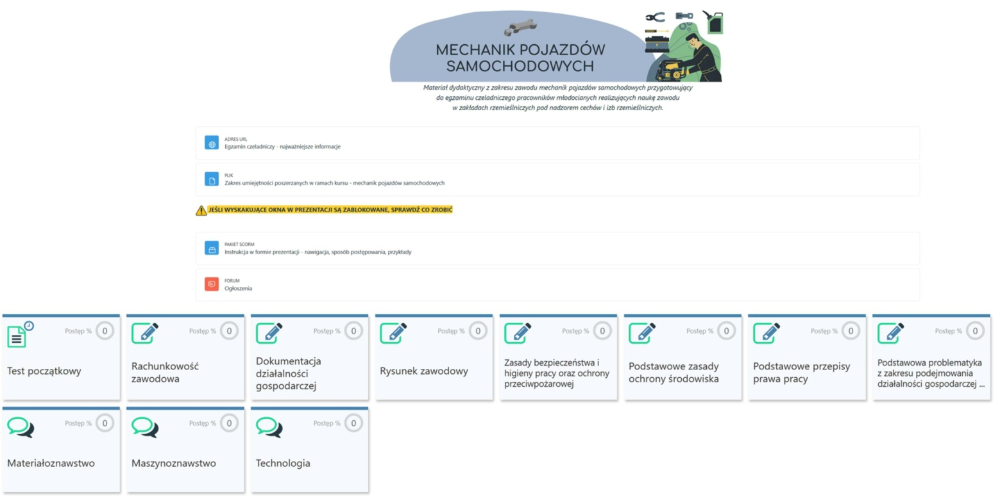 MECHANIK POJAZDÓW
SAMOCHODOWYCH
Materiał dydaktyczny z zakresu zawodu mechanik pojazdów samochodowych przygotowujący
do egzaminu czeladniczego pracowników młodocianych realizujących naukę zawodu
w zakładach rzemieślniczych pod nadzorem cechów i izb rzemieślniczych.
ADRES URL
Egzamin czeladniczy - najważniejsze informacje
PLIK
Zakres umiejętności poszerzanych w ramach kursu - mechanik pojazdów samochodowych
JEŚLI WYSKAKUJĄCE OKNA W PREZENTACJI SĄ ZABLOKOWANE, SPRAWDŹ CO ZROBIĆ
PAKIET SCORM
Instrukcja w formie prezentacji - nawigacja, sposób postępowania, przykłady
FORUM
Ogłoszenia
Postęp % 0
Test początkowy
Postęp % 0
Rachunkowość
zawodowa
Postęp % 0
Dokumentacja
działalności
gospodarczej
Postęp % 0
Rysunek zawodowy
Postęp % 0
Zasady bezpieczeństwa i
higieny pracy oraz ochrony
przeciwpożarowej
Postęp % 0
Podstawowe zasady
ochrony środowiska
Postęp % 0
Podstawowe przepisy
prawa pracy
Postęp % 0
Podstawowa problematyka
z zakresu podejmowania
działalności gospodarczej ...
Postęp % 0
Materiałoznawstwo
Postęp % 0
Maszynoznawstwo
Postęp % 0
Technologia